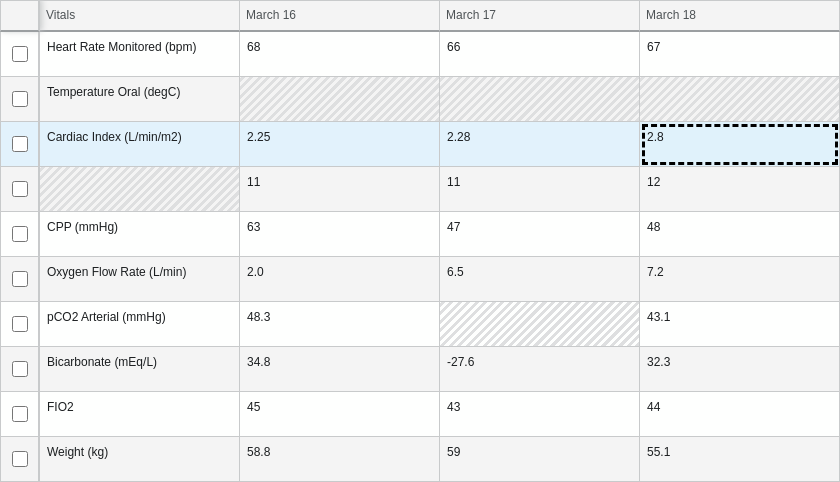 Vitals March 16 March 17 March 18
Heart Rate Monitored (bpm) 68 66 67
Temperature Oral (degC)
Cardiac Index (L/min/m2) 2.25 2.28 2.8
11 11 12
CPP (mmHg) 63 47 48
Oxygen Flow Rate (L/min) 2.0 6.5 7.2
pCO2 Arterial (mmHg) 48.3 43.1
Bicarbonate (mEq/L) 34.8 -27.6 32.3
FIO2 45 43 44
Weight (kg) 58.8 59 55.1